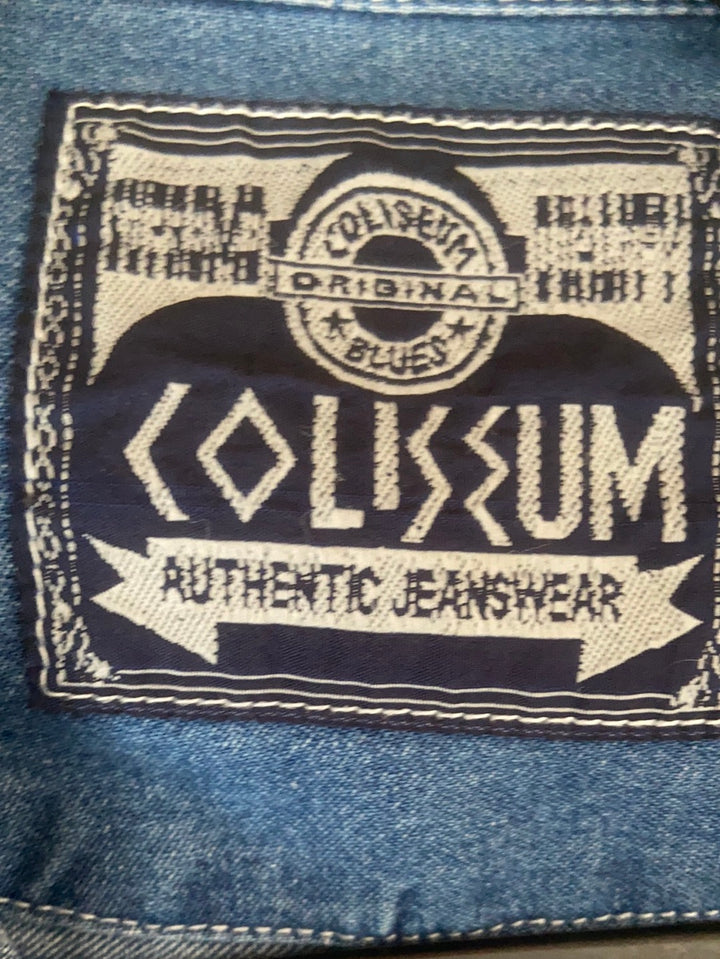 COLISEUM
ORIGINAL
BLUES
COLISEUM
AUTHENTIC JEANSWEAR